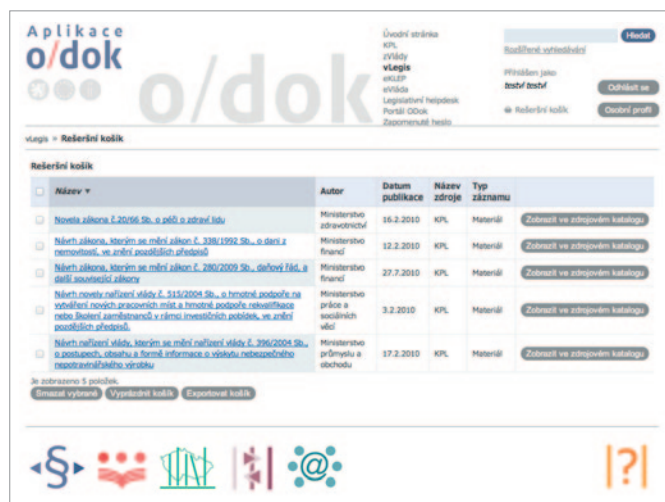 Aplikace
o/dok
o/dok
Úvodní stránka
KPL
zVlády
vLegis
eKLEP
eVláda
Legislativní helpdesk
Portál ODok
Zapomenuté heslo
Hledat
Rozšířené vyhledávání
Přihlášen jako
teství teství
Odhlásit se
Rešeršní košík
Osobní profil
vLegis » Rešeršní košík
Rešeršní košík
Název ▼ Autor Datum publikace Název zdroje Typ záznamu
Novela zákona č.20/66 Sb. o péči o zdraví lidu Ministerstvo zdravotnictví 16.2.2010 KPL Materiál Zobrazit ve zdrojovém katalogu
Návrh zákona, kterým se mění zákon č. 338/1992 Sb., o dani z
nemovitostí, ve znění pozdějších předpisů Ministerstvo financí 12.2.2010 KPL Materiál Zobrazit ve zdrojovém katalogu
Návrh zákona, kterým se mění zákon č. 280/2009 Sb., daňový řád, a
další související zákony Ministerstvo financí 27.7.2010 KPL Materiál Zobrazit ve zdrojovém katalogu
Návrh novely nařízení vlády č. 515/2004 Sb., o hmotné podpoře na
vytváření nových pracovních míst a hmotné podpoře rekvalifikace
nebo školení zaměstnanců v rámci investičních pobídek, ve znění
pozdějších předpisů. Ministerstvo práce a sociálních věcí 3.2.2010 KPL Materiál Zobrazit ve zdrojovém katalogu
Návrh nařízení vlády, kterým se mění nařízení vlády č. 396/2004 Sb.,
o postupech, obsahu a formě informace o výskytu nebezpečného
nepotravinářského výrobku Ministerstvo průmyslu a obchodu 17.2.2010 KPL Materiál Zobrazit ve zdrojovém katalogu
Je zobrazeno 5 položek.
Smazat vybrané Vyprázdnit košík Exportovat košík
§ @ |?|